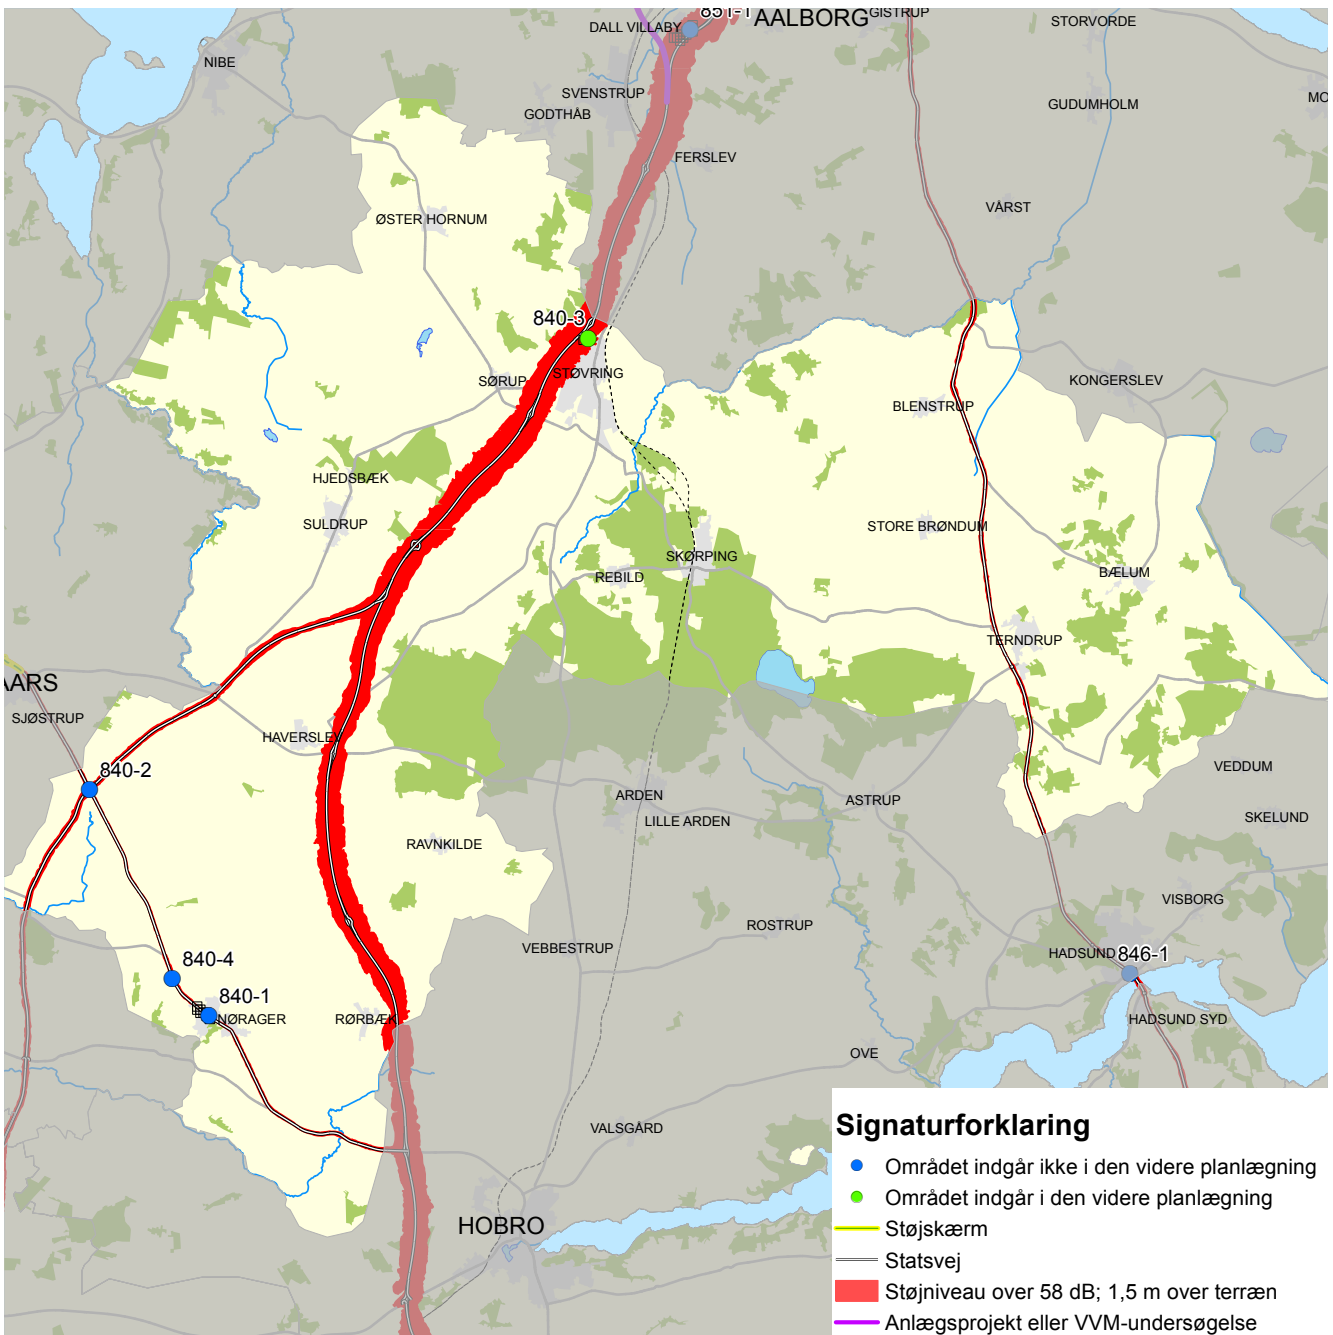 851-1
AALBORG
GISTRUP
DALL VILLABY
STORVORDE
NIBE
SVENSTRUP
GODTHÅB
GUDUMHOLM
MO
FERSLEV
VÅRST
ØSTER HORNUM
840-3
STØVRING
SØRUP
KONGERSLEV
BLENSTRUP
HJEDSBÆK
SULDRUP
STORE BRØNDUM
SKØRPING
REBILD
BÆLUM
TERNDRUP
AARS
SJØSTRUP
HAVERSLEV
840-2
VEDDUM
ARDEN
ASTRUP
LILLE ARDEN
SKELUND
RAVNKILDE
VISBORG
ROSTRUP
VEBBESTRUP
HADSUND
846-1
840-4
840-1
NØRAGER
RØRBÆK
HADSUND SYD
OVE
VALSGÅRD
HOBRO
Signaturforklaring
Området indgår ikke i den videre planlægning
Området indgår i den videre planlægning
Støjskærm
Statsvej
Støjniveau over 58 dB; 1,5 m over terræn
Anlægsprojekt eller VVM-undersøgelse